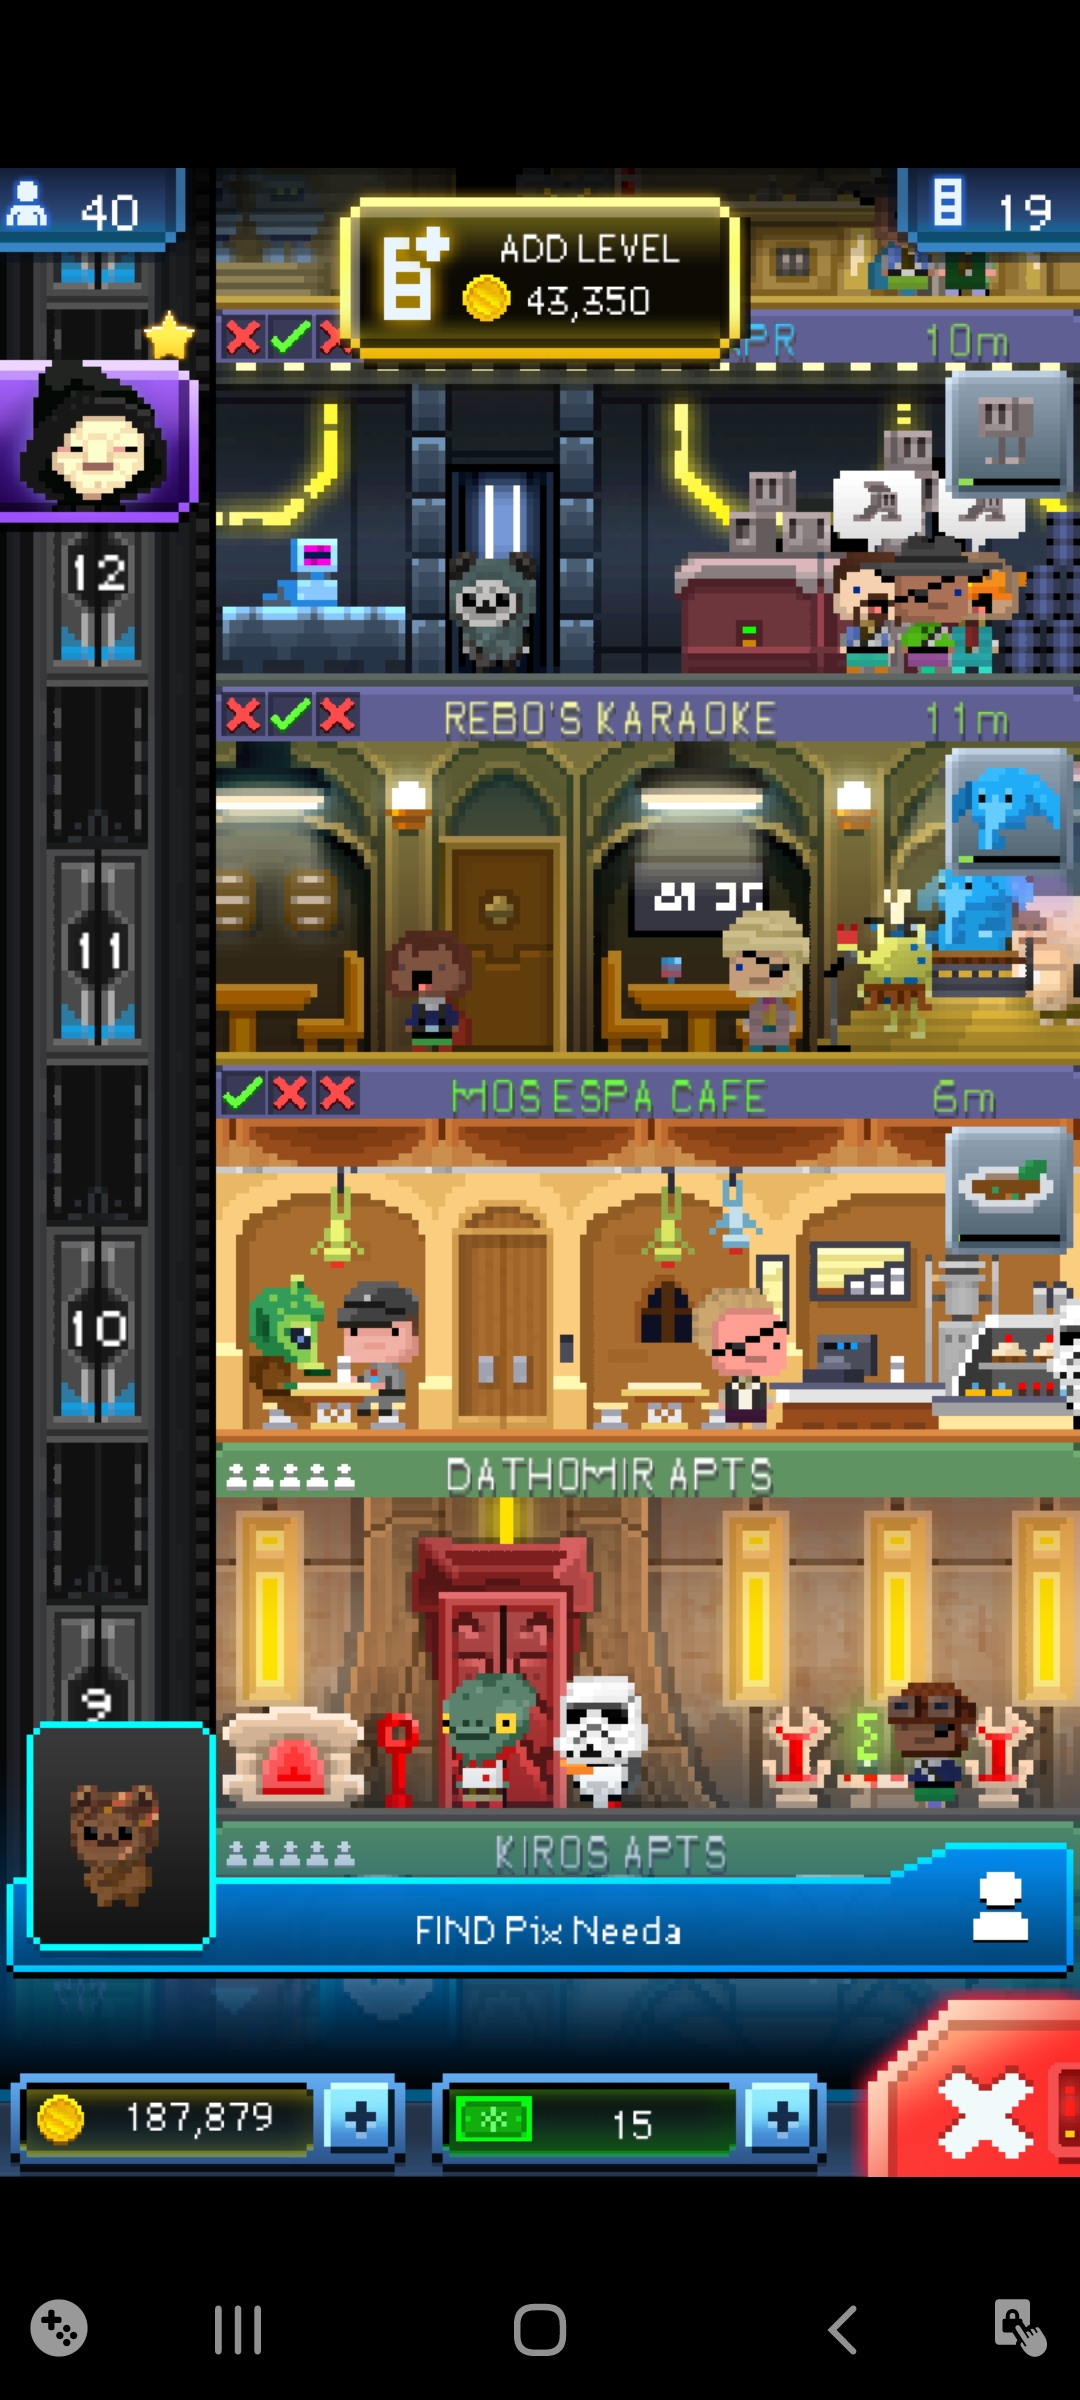 40
ADD LEVEL
43,350
19
10m
12
REBO'S KARAOKE
11m
11
MOS ESPA CAFE
6m
10
DATHOMIR APTS
9
KIROS APTS
FIND Pix Needa
187,879
15